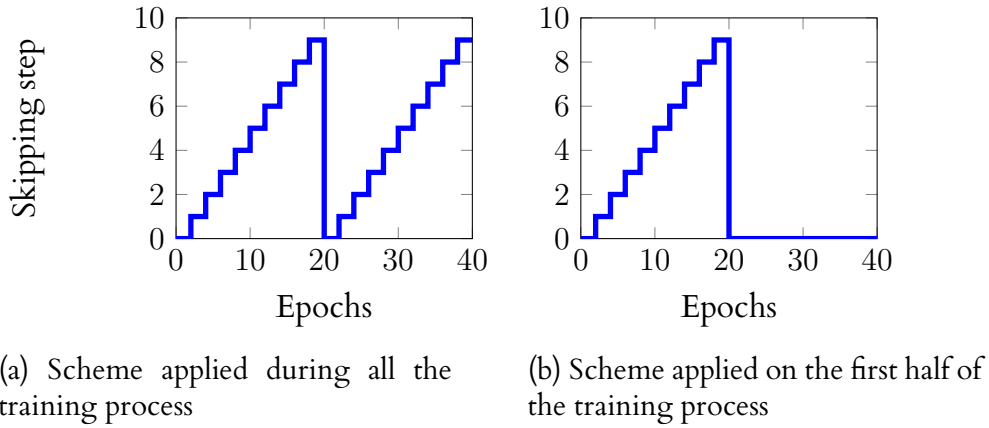 10
8
6
4
2
0
Skipping step
0 10 20 30 40
Epochs
(a) Scheme applied during all the
training process
10
8
6
4
2
0
0 10 20 30 40
Epochs
(b) Scheme applied on the first half of
the training process